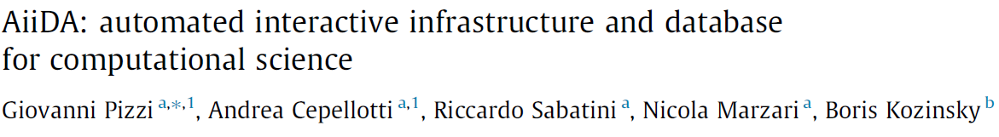 AiiDA: automated interactive infrastructure and database
for computational science
Giovanni Pizzi a,∗,1, Andrea Cepellotti a,1, Riccardo Sabatini a, Nicola Marzari a, Boris Kozinsky b